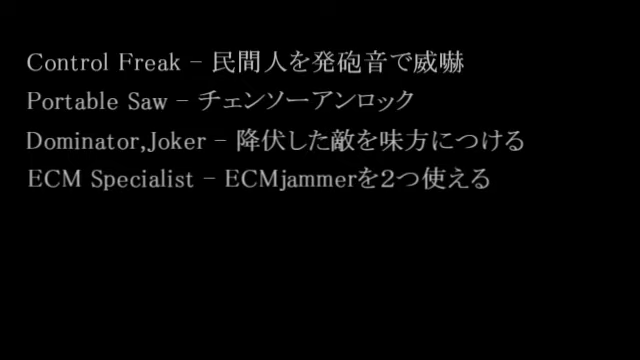 Control Freak － 民間人を発砲音で威嚇
Portable Saw － チェンソーアンロック
Dominator,Joker － 降伏した敵を味方につける
ECM Specialist － ECMjammerを2つ使える